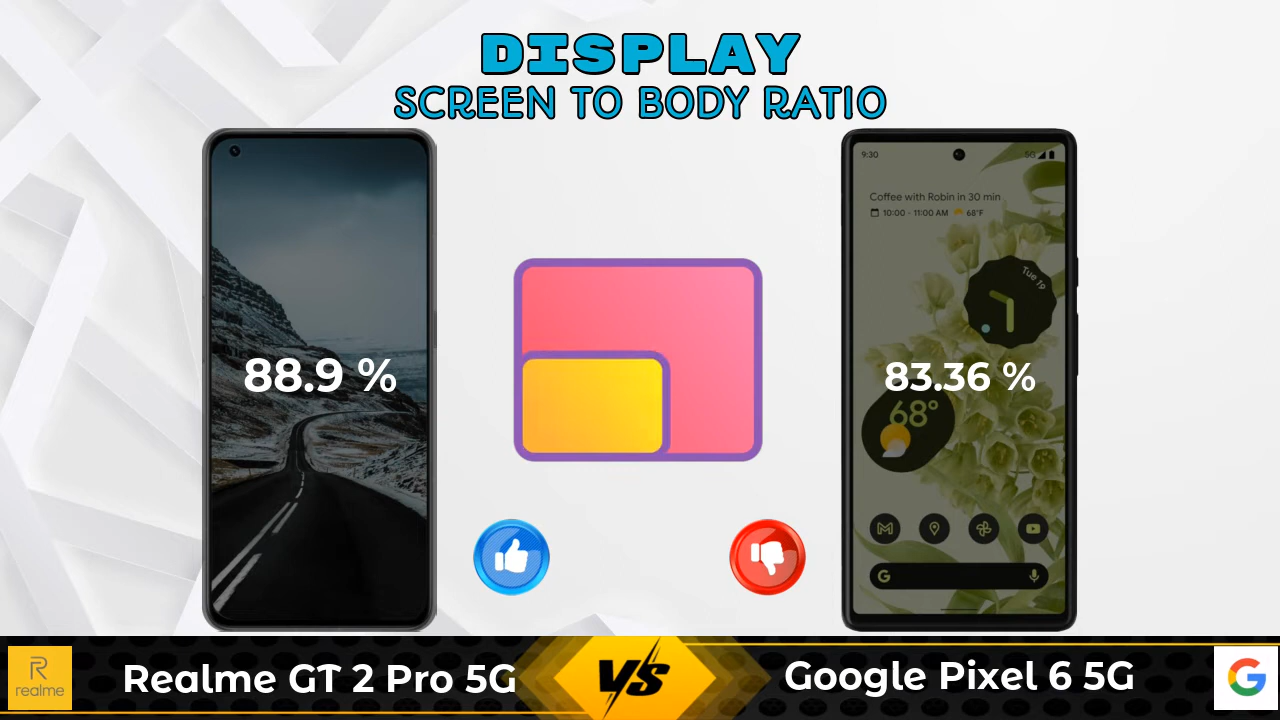 DISPLAY
SCREEN TO BODY RATIO
9:30
5G
Coffee with Robin in 30 min
10:00 - 11:00 AM 68°F
Tue 19
88.9 %
83.36 %
68°
G
R
realme
Realme GT 2 Pro 5G
VS
Google Pixel 6 5G
G